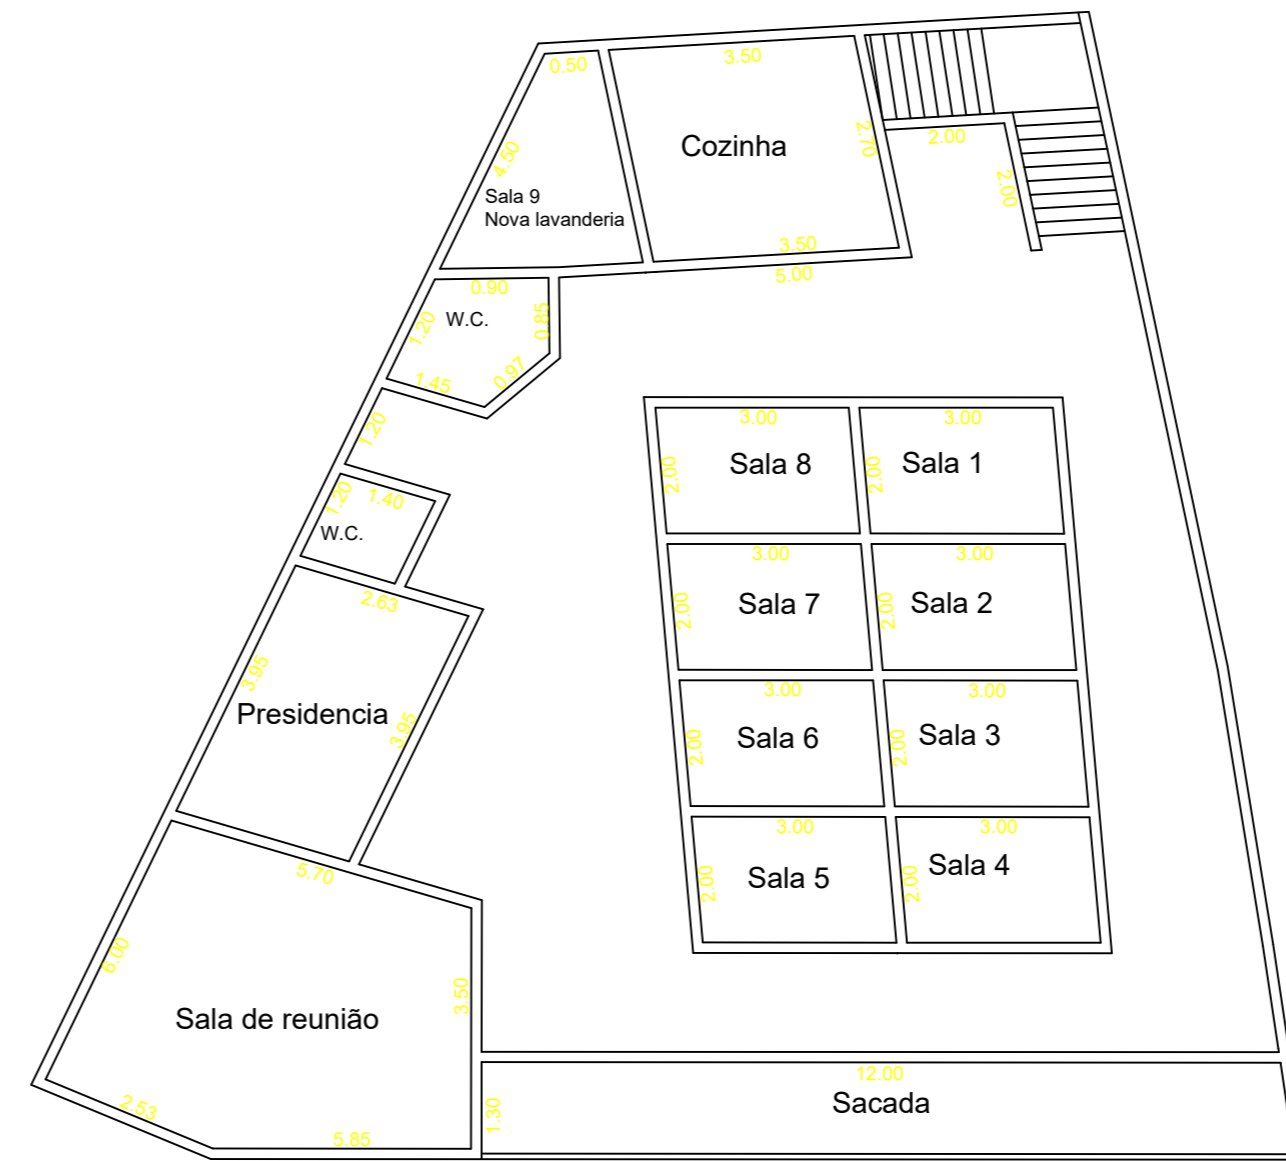 0.50
3.50
4.50
Cozinha
2.70
2.00
2.00
Sala 9
Nova lavanderia
3.50
5.00
0.90
W.C.
1.20
0.85
0.97
1.45
1.20
3.00
3.00
Sala 8
Sala 1
2.00
2.00
1.20
1.40
W.C.
3.00
3.00
Sala 7
Sala 2
2.00
2.00
2.63
3.95
Presidencia
3.95
3.00
3.00
Sala 6
Sala 3
2.00
2.00
3.00
3.00
Sala 5
Sala 4
2.00
2.00
5.70
6.00
3.50
Sala de reunião
2.53
5.85
12.00
1.30
Sacada